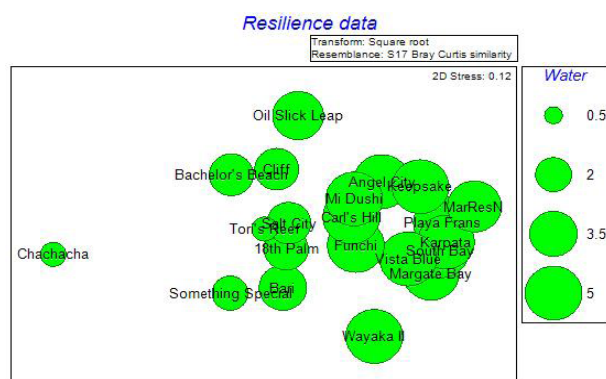 Resilience data
Transform: Square root
Resemblance: S17 Bray Curtis similarity
2D Stress: 0.12
Water
0.5
2
3.5
5
Oil Slick Leap
Cliff
Bachelor's Beach
Angel City
Keepsake
Mi Dushi
MarResN
Carl's Hill
Playa Frans
Salt City
Tori's Reef
Karpata
18th Palm
Funchi
South Bay
Chachacha
Vista Blue
Margate Bay
Something Special
Bari
Wayaka II